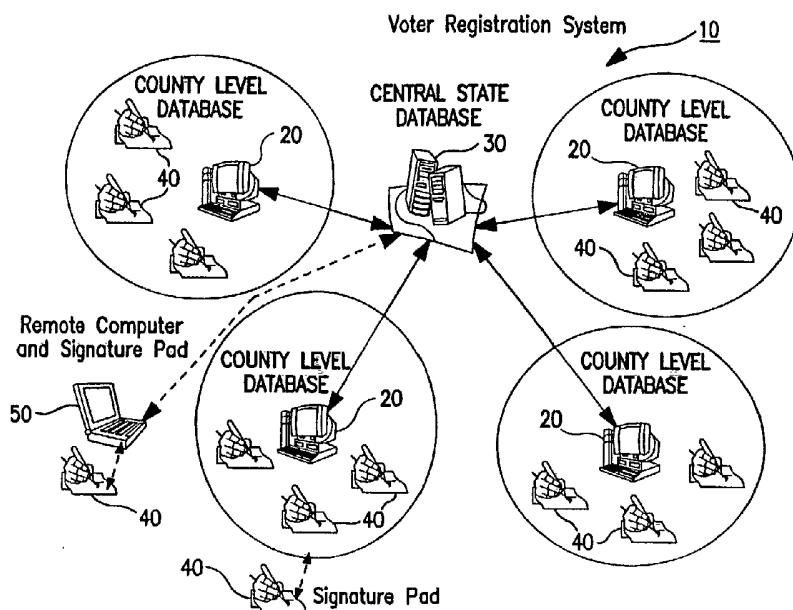 Voter Registration System
10
COUNTY LEVEL
DATABASE
20
40
CENTRAL STATE
DATABASE
30
COUNTY LEVEL
DATABASE
20
40
40
Remote Computer
and Signature Pad
50
40
COUNTY LEVEL
DATABASE
20
40
40
Signature Pad
COUNTY LEVEL
DATABASE
20
40
40